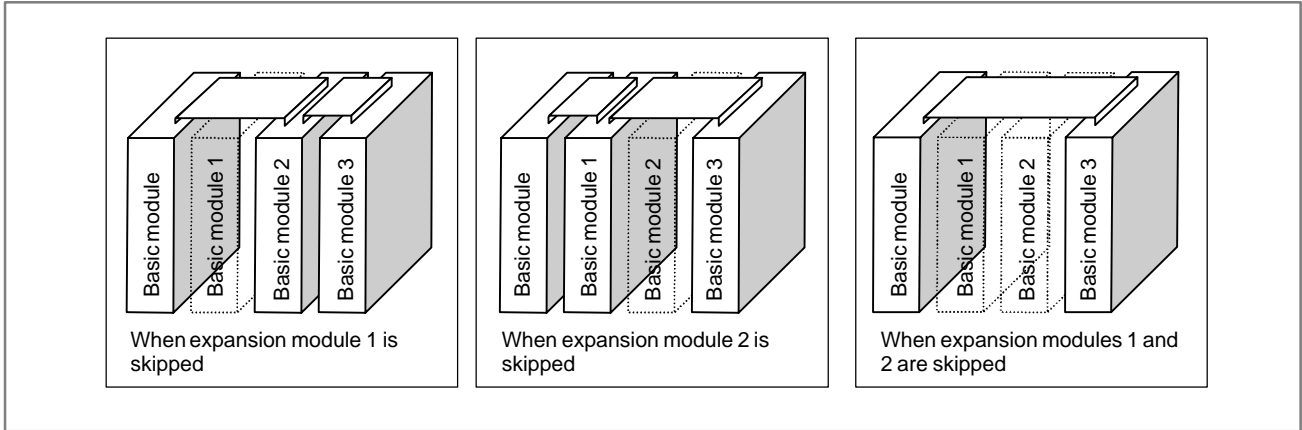 Basic module
Basic module 1
Basic module 2
Basic module 3
When expansion module 1 is
skipped
Basic module
Basic module 1
Basic module 2
Basic module 3
When expansion module 2 is
skipped
Basic module
Basic module 1
Basic module 2
Basic module 3
When expansion modules 1 and
2 are skipped